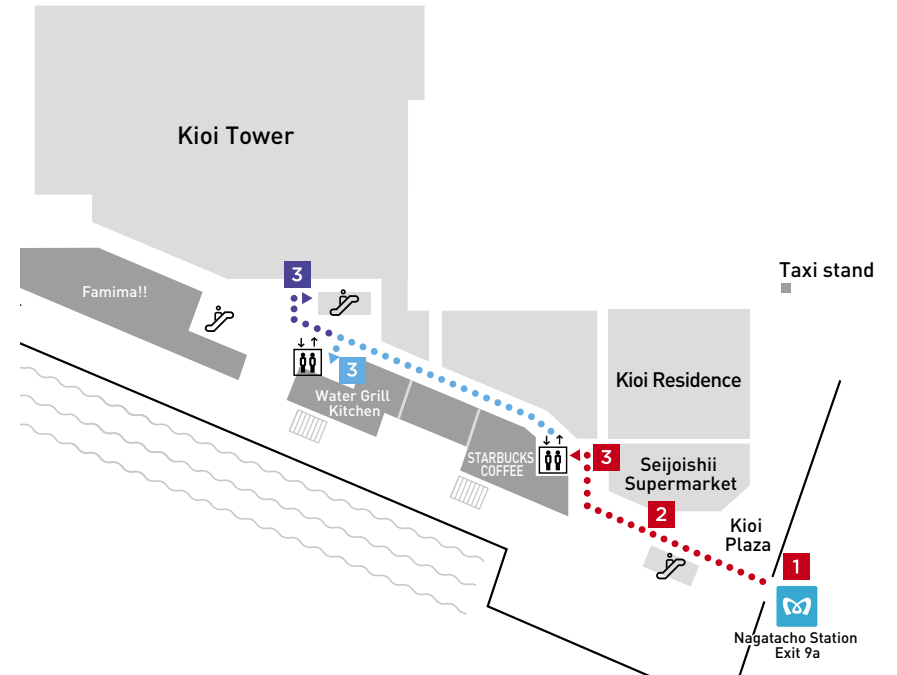 Kioi Tower
Taxi stand
3
Famima!!
3
Water Grill
Kitchen
Kioi Residence
STARBUCKS
COFFEE
3
Seijoishii
Supermarket
2
Kioi
Plaza
1
Nagatacho Station
Exit 9a